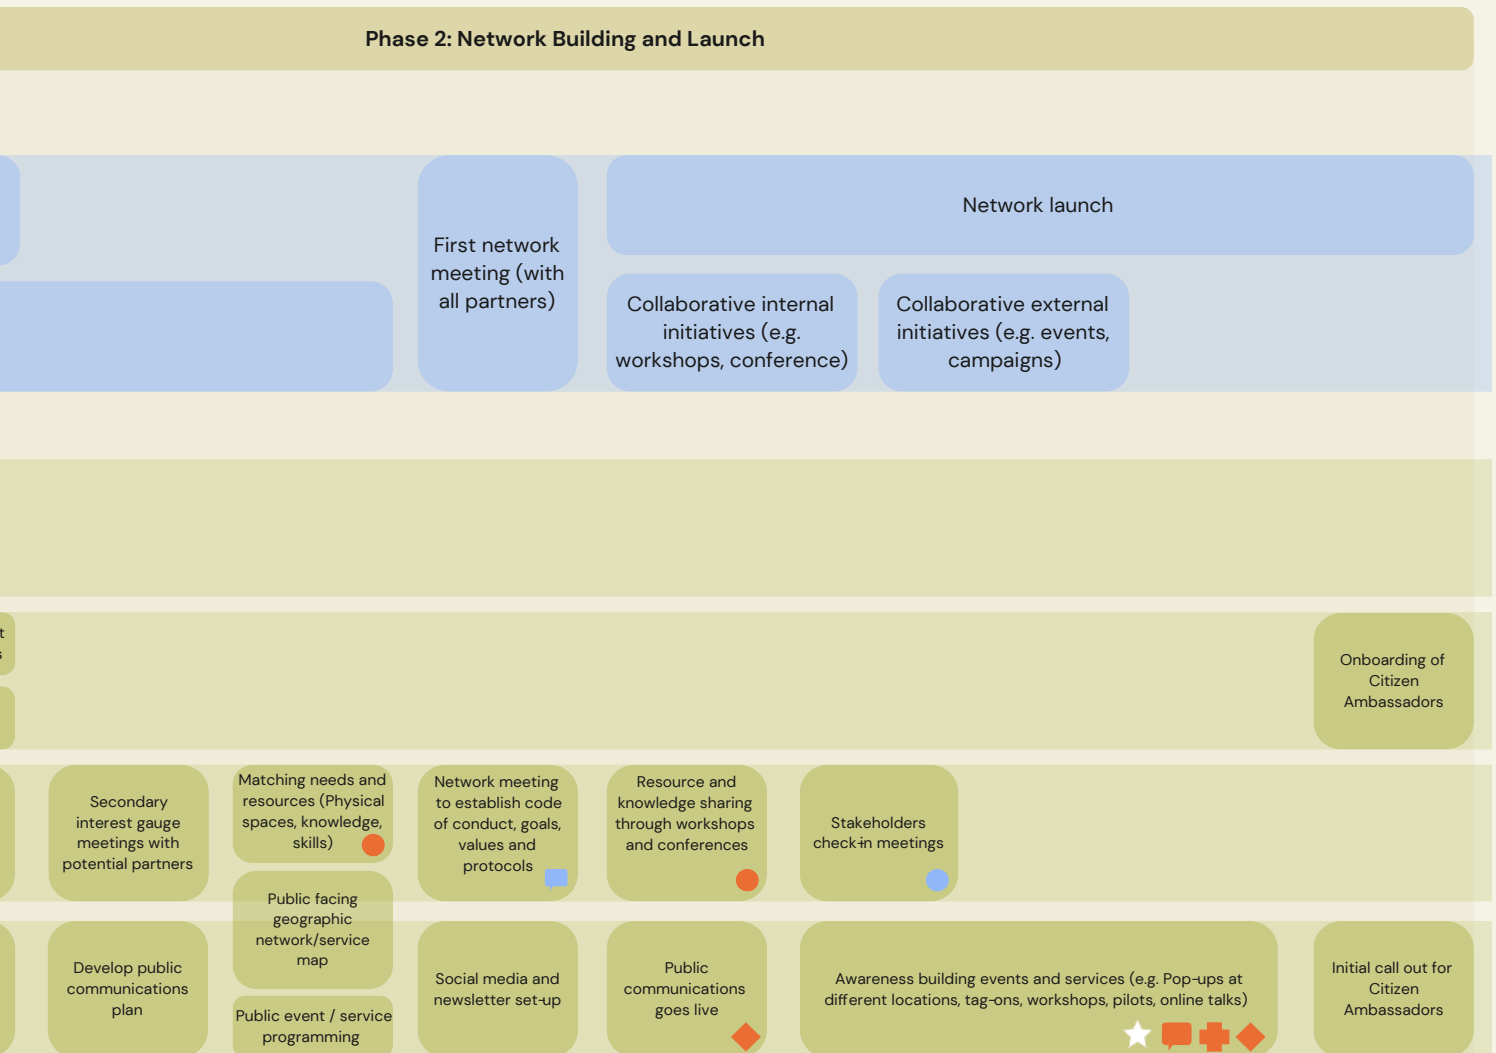 Phase 2: Network Building and Launch
Network launch
First network
meeting (with
all partners)
Collaborative internal
initiatives (e.g.
workshops, conference)
Collaborative external
initiatives (e.g. events,
campaigns)
t
s
Onboarding of
Citizen
Ambassadors
Secondary
interest gauge
meetings with
potential partners
Matching needs and
resources (Physical
spaces, knowledge,
skills)
Network meeting
to establish code
of conduct, goals,
values and
protocols
Resource and
knowledge sharing
through workshops
and conferences
Stakeholders
check-in meetings
Public facing
geographic
network/service
map
Develop public
communications
plan
Public event / service
programming
Social media and
newsletter set-up
Public
communications
goes live
Awareness building events and services (e.g. Pop-ups at
different locations, tag-ons, workshops, pilots, online talks)
Initial call out for
Citizen
Ambassadors